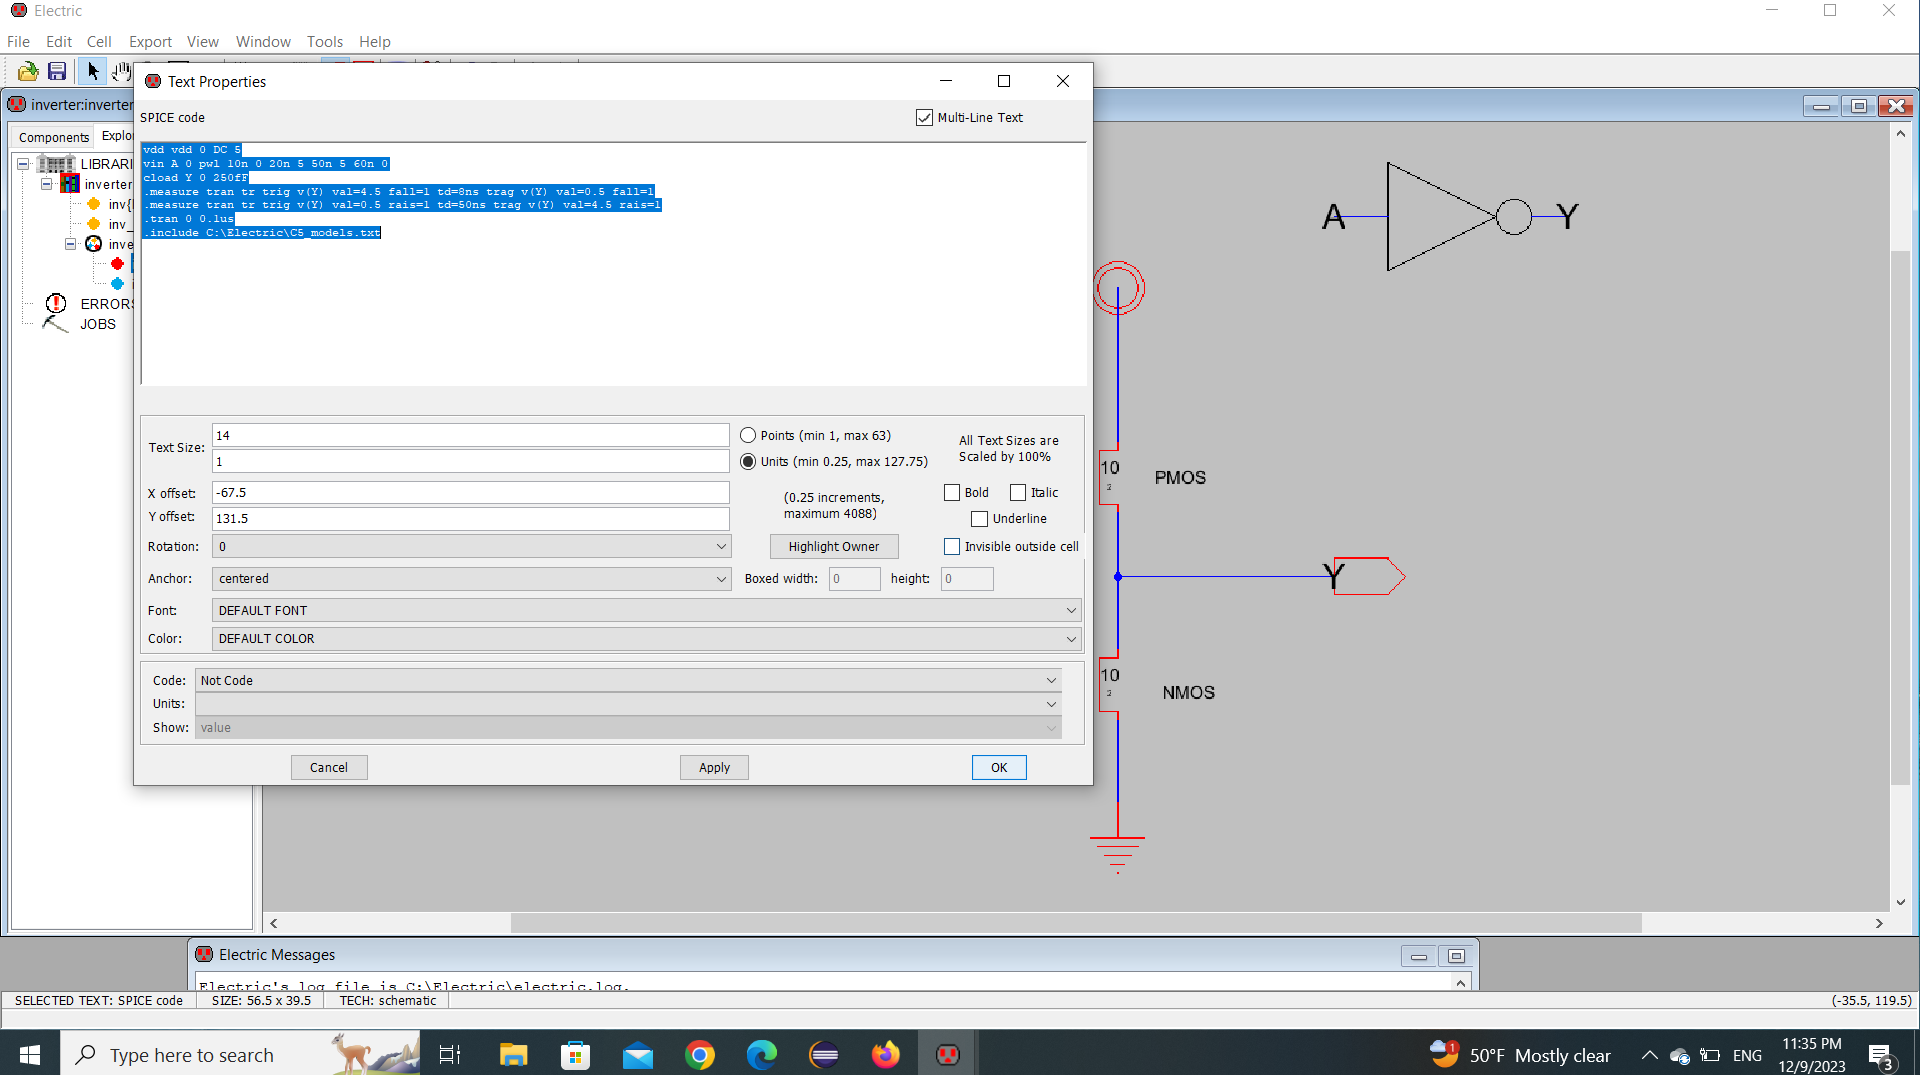 Electric
File Edit Cell Export View Window Tools Help
Text Properties
inverter:inverter
SPICE code
Multi-Line Text
Components Explo
LIBRARI
inverter
inv{
inv_
inve
ERRORS
JOBS
vdd vdd 0 DC 5
vin A 0 pwl 10n 0 20n 5 50n 5 60n 0
cload Y 0 250fF
.measure tran tr trig v(Y) val=4.5 fall=1 td=8ns trag v(Y) val=0.5 fall=1
.measure tran tr trig v(Y) val=0.5 rais=1 td=50ns trag v(Y) val=4.5 rais=1
.tran 0 0.1us
.include C:\Electric\C5_models.txt
A Y
Text Size: 14
1
Points (min 1, max 63)
Units (min 0.25, max 127.75)
All Text Sizes are
Scaled by 100%
X offset: -67.5
Y offset: 131.5
(0.25 increments,
maximum 4088)
Bold Italic
Underline
Rotation: 0
Highlight Owner
Invisible outside cell
Anchor: centered
Boxed width: 0 height: 0
Font: DEFAULT FONT
Color: DEFAULT COLOR
Code: Not Code
Units:
Show: value
Cancel Apply OK
10
2
PMOS
Y
10
2
NMOS
Electric Messages
Electric's log file is C:\Electric\electric.log.
SELECTED TEXT: SPICE code SIZE: 56.5 x 39.5 TECH: schematic (-35.5, 119.5)
Type here to search
1
50°F Mostly clear
ENG
11:35 PM
12/9/2023
3